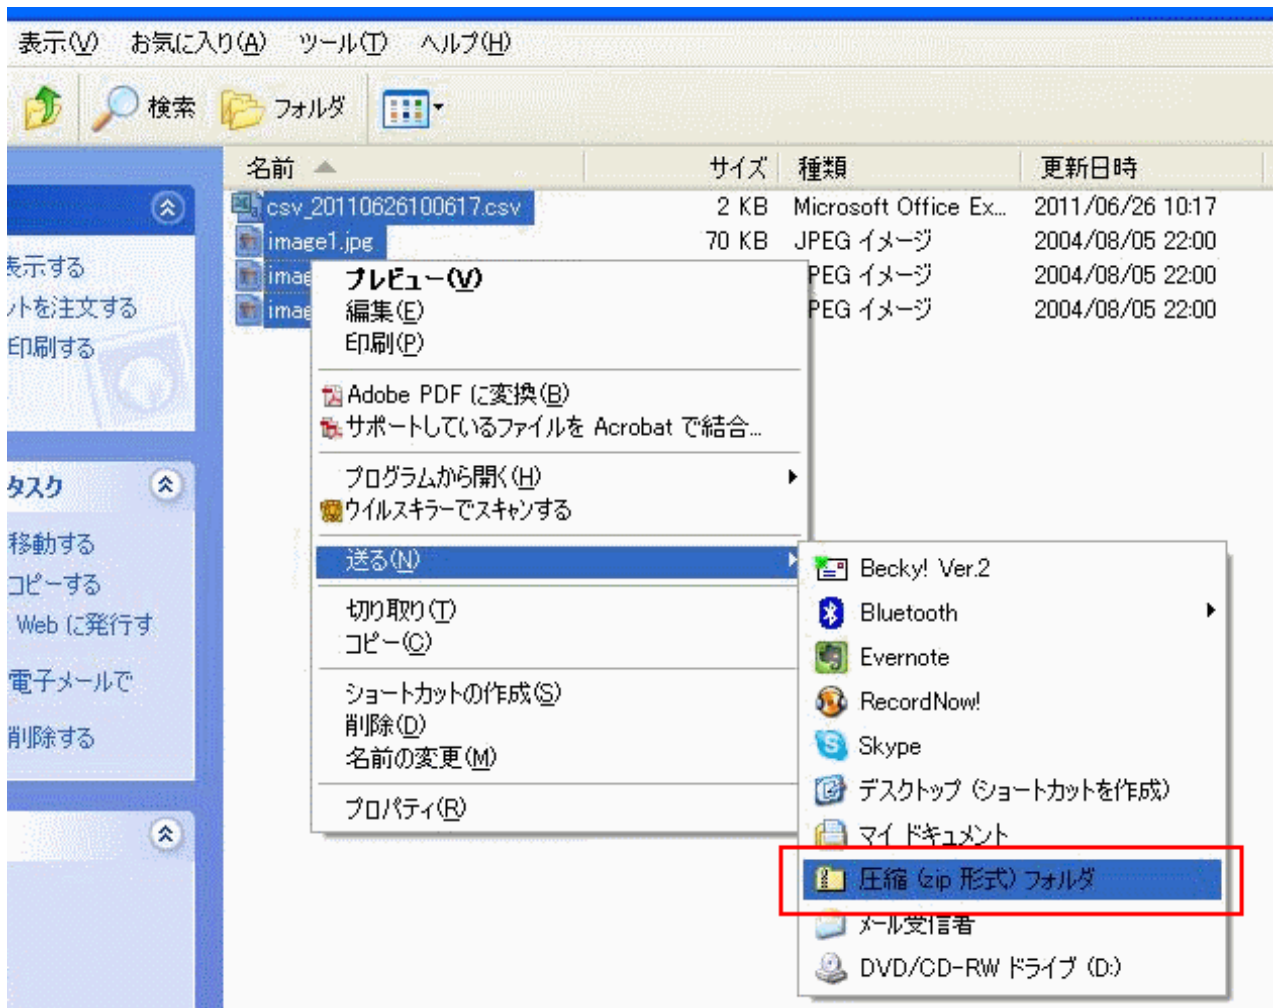 表示(V) お気に入り(A) ツール(T) ヘルプ(H)
検索 フォルダ
名前 サイズ 種類 更新日時
csv_20110626100617.csv 2 KB Microsoft Office Ex... 2011/06/26 10:17
image1.jpg 70 KB JPEG イメージ 2004/08/05 22:00
imag PEG イメージ 2004/08/05 22:00
imag PEG イメージ 2004/08/05 22:00
表示する
ントを注文する
印刷する
タスク
移動する
コピーする
Web に発行す
電子メールで
削除する
プレビュー(V)
編集(E)
印刷(P)
Adobe PDF に変換(B)
サポートしているファイルを Acrobat で結合...
プログラムから開く(H)
ウイルスキラーでスキャンする
送る(N)
切り取り(T)
コピー(C)
ショートカットの作成(S)
削除(D)
名前の変更(M)
プロパティ(R)
Becky! Ver.2
Bluetooth
Evernote
RecordNow!
Skype
デスクトップ (ショートカットを作成)
マイ ドキュメント
圧縮 (zip 形式) フォルダ
メール受信者
DVD/CD-RW ドライブ (D:)